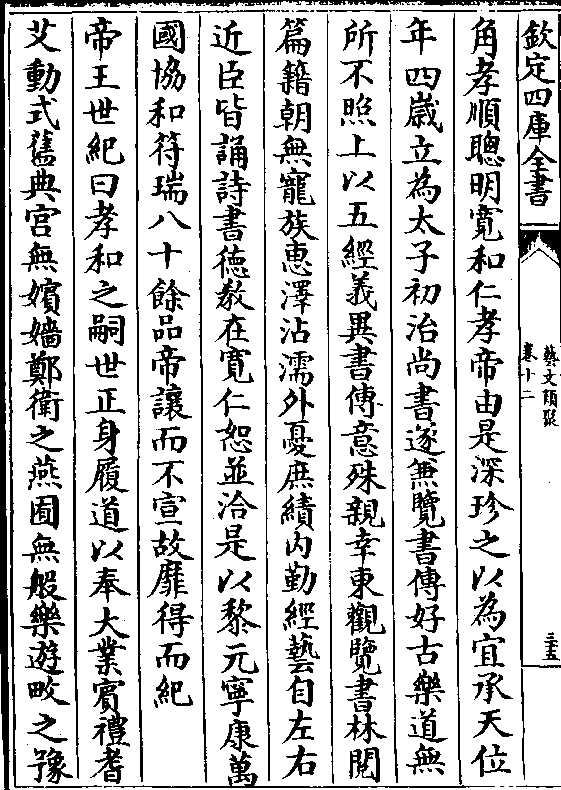 欽定四庫全書
藝文類聚
卷十二
三五
角孝順聰明寬和仁孝帝由是深珍之以為宜承天位
年四歲立為太子初治尚書遂兼覽書傳好古樂道無
所不照上以五經義異書傳意殊親幸東觀覽書林閱
篇籍朝無寵族惠澤沾濡外憂庶績內勤經藝自左右
近臣皆誦詩書德教在寬仁恕並洽是以黎元寧康萬
國協和符瑞八十餘品帝讓而不宣故靡得而紀
帝王世紀曰孝和之嗣世正身履道以奉大業賓禮耆
艾動式舊典宫無嬪嬙鄭衛之燕囿無般樂遊畋之豫